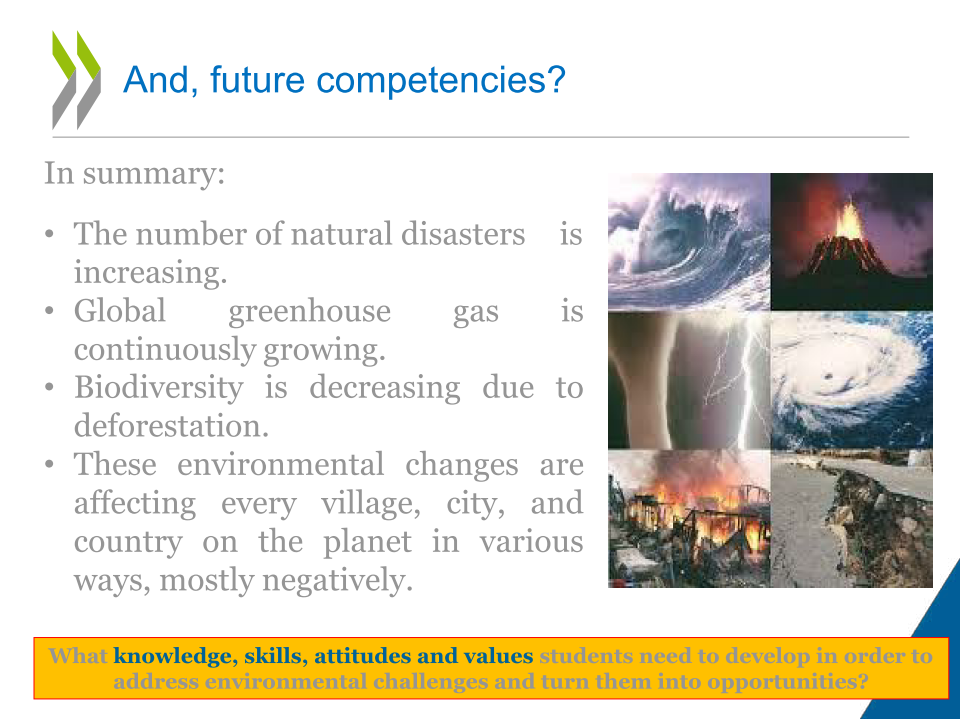 And, future competencies?
In summary:
• The number of natural disasters is
increasing.
• Global greenhouse gas is
continuously growing.
• Biodiversity is decreasing due to
deforestation.
• These environmental changes are
affecting every village, city, and
country on the planet in various
ways, mostly negatively.
What knowledge, skills, attitudes and values students need to develop in order to
address environmental challenges and turn them into opportunities?